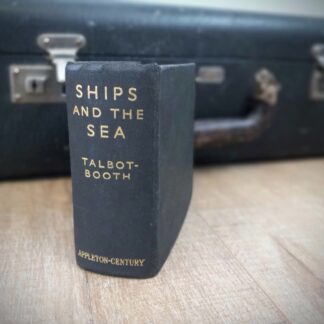 SHIPS
AND THE
SEA
TALBOT-
BOOTH
APPLETON-CENTURY